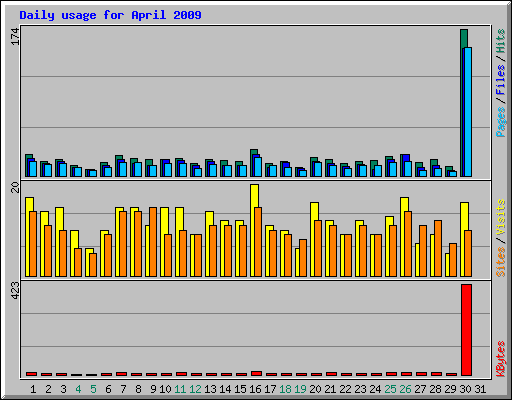 Daily usage for April 2009
174
Pages / Files / Hits
20
Sites / Visits
423
KBytes
1 2 3 4 5 6 7 8 9 10 11 12 13 14 15 16 17 18 19 20 21 22 23 24 25 26 27 28 29 30 31